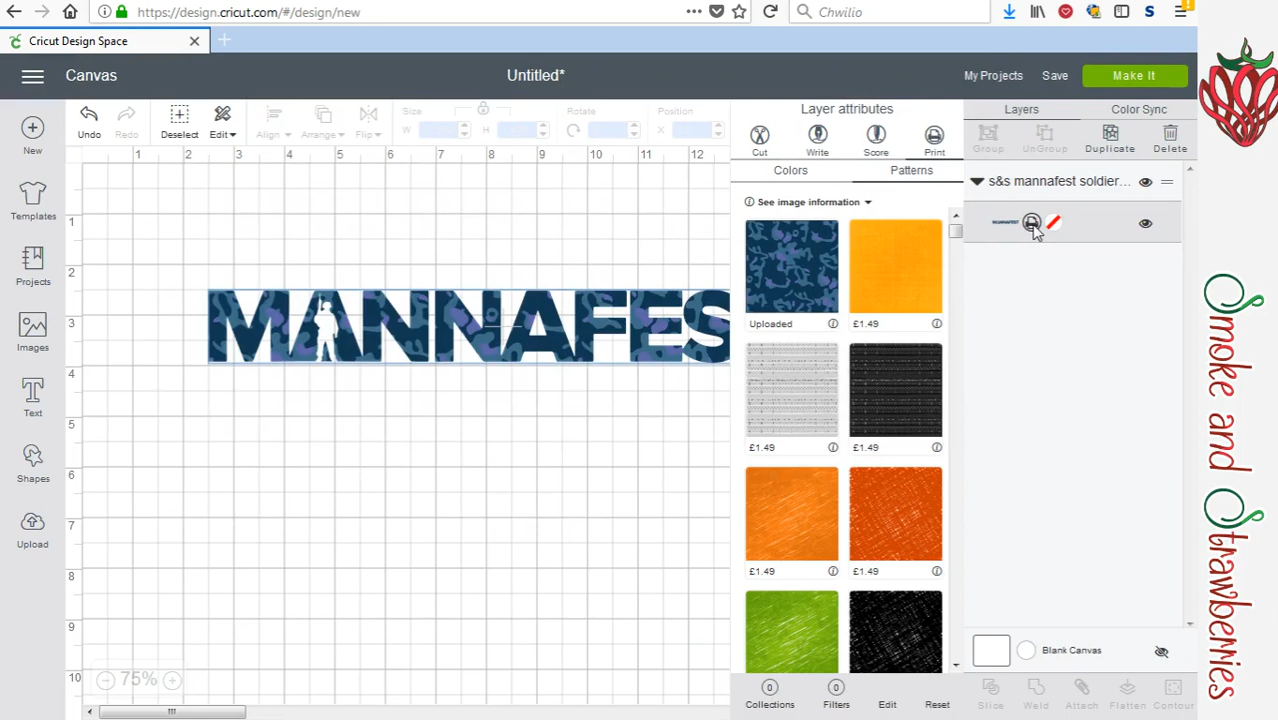 https://design.cricut.com/#/design/new
Chwilio
Cricut Design Space
Canvas
Untitled*
My Projects
Save
Make It
Undo
Redo
Deselect
Edit
Align
Arrange
Flip
Size
W
H
Rotate
Position
X
Layer attributes
Cut
Write
Score
Print
Colors
Patterns
See image information
Layers
Color Sync
Group
UnGroup
Duplicate
Delete
s&s mannafest soldier...
MANNAFEST
New
Templates
Projects
Images
Text
Shapes
Upload
1 2 3 4 5 6 7 8 9 10 11 12
1
2
3
4
5
6
7
8
9
10
MANNAFES
Uploaded
£1.49
£1.49
£1.49
£1.49
£1.49
75%
0
Collections
0
Filters
Edit
Reset
Blank Canvas
Slice
Weld
Attach
Flatten
Contour
Smoke and Strawberries